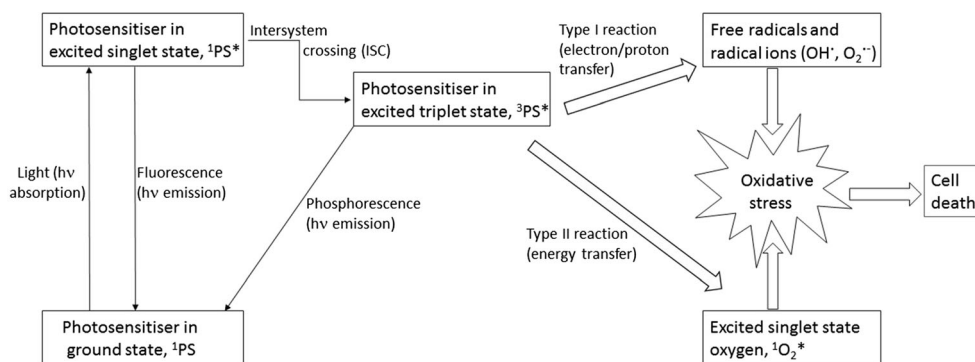 Photosensitiser in
excited singlet state, ¹PS*
Intersystem
crossing (ISC)
Photosensitiser in
excited triplet state, ³PS*
Type I reaction
(electron/proton
transfer)
Free radicals and
radical ions (OH˙, O₂˙⁻)
Light (hν
absorption)
Fluorescence
(hν emission)
Phosphorescence
(hν emission)
Type II reaction
(energy transfer)
Oxidative
stress
Cell
death
Photosensitiser in
ground state, ¹PS
Excited singlet state
oxygen, ¹O₂*